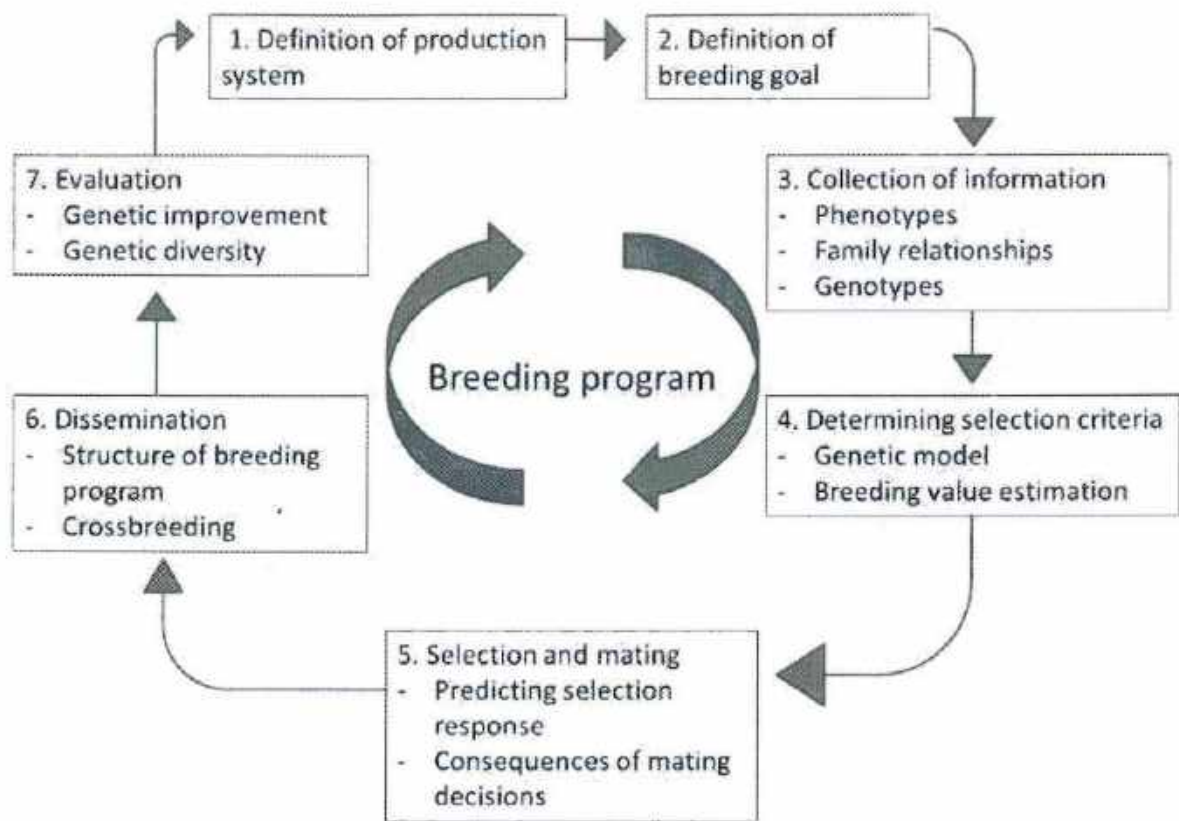 1. Definition of production
system
2. Definition of
breeding goal
3. Collection of information
- Phenotypes
- Family relationships
- Genotypes
4. Determining selection criteria
- Genetic model
- Breeding value estimation
5. Selection and mating
- Predicting selection
response
- Consequences of mating
decisions
6. Dissemination
- Structure of breeding
program
- Crossbreeding
7. Evaluation
- Genetic improvement
- Genetic diversity
Breeding program